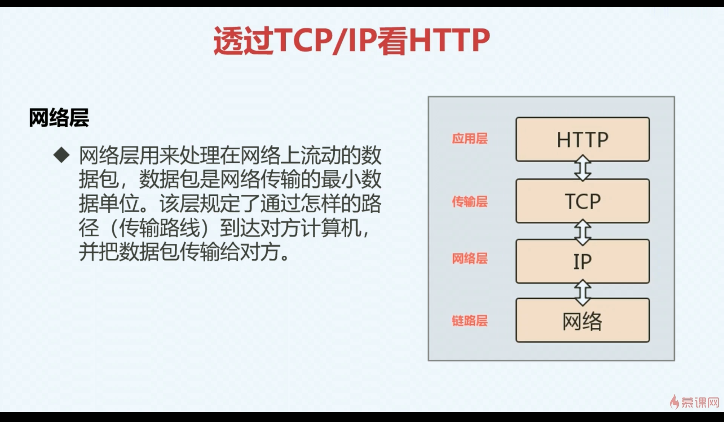 透过TCP/IP看HTTP
网络层
◆ 网络层用来处理在网络上流动的数
据包，数据包是网络传输的最小数
据单位。该层规定了通过怎样的路
径（传输路线）到达对方计算机，
并把数据包传输给对方。
应用层 HTTP
传输层 TCP
网络层 IP
链路层 网络
慕课网